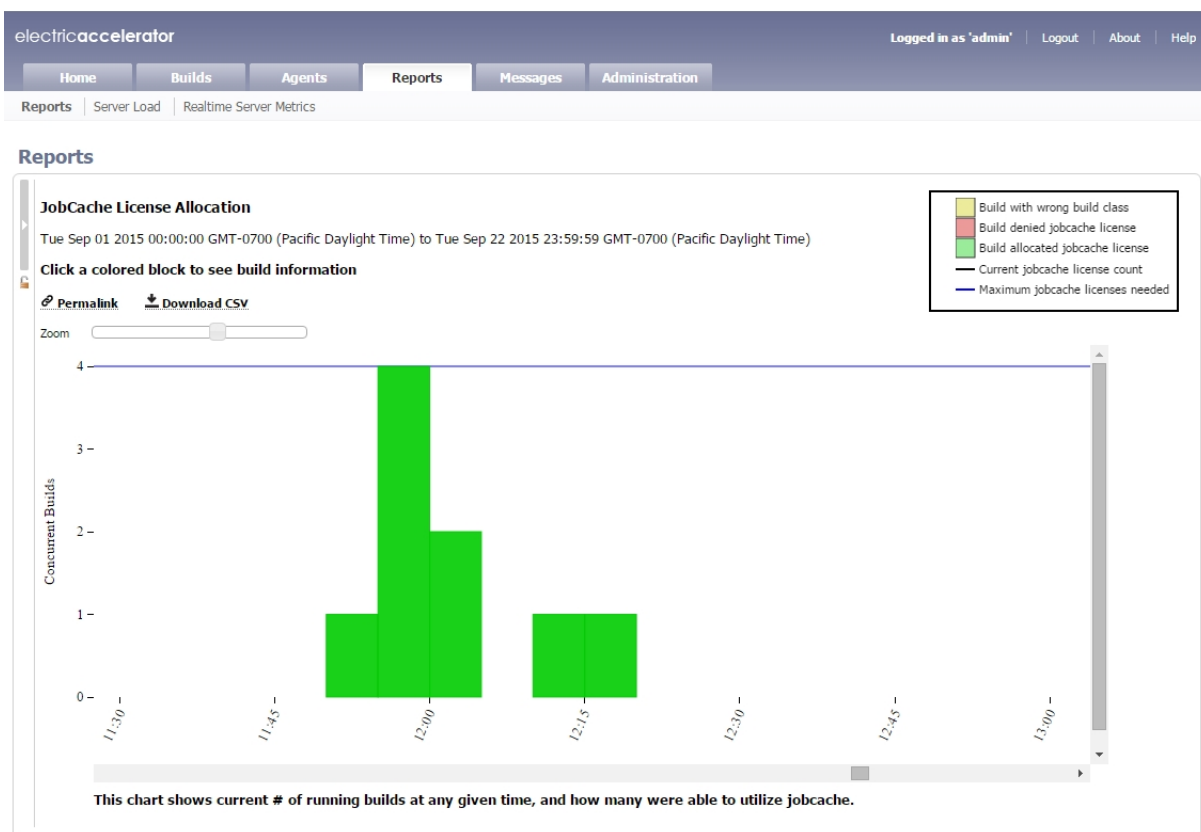 electricaccelerator
Logged in as 'admin' Logout About Help
Home Builds Agents Reports Messages Administration
Reports Server Load Realtime Server Metrics
Reports
JobCache License Allocation
Tue Sep 01 2015 00:00:00 GMT-0700 (Pacific Daylight Time) to Tue Sep 22 2015 23:59:59 GMT-0700 (Pacific Daylight Time)
Click a colored block to see build information
Permalink Download CSV
Zoom
Build with wrong build class
Build denied jobcache license
Build allocated jobcache license
Current jobcache license count
Maximum jobcache licenses needed
4
3
2
1
0
Concurrent Builds
11:30 11:45 12:00 12:15 12:30 12:45 13:00
This chart shows current # of running builds at any given time, and how many were able to utilize jobcache.